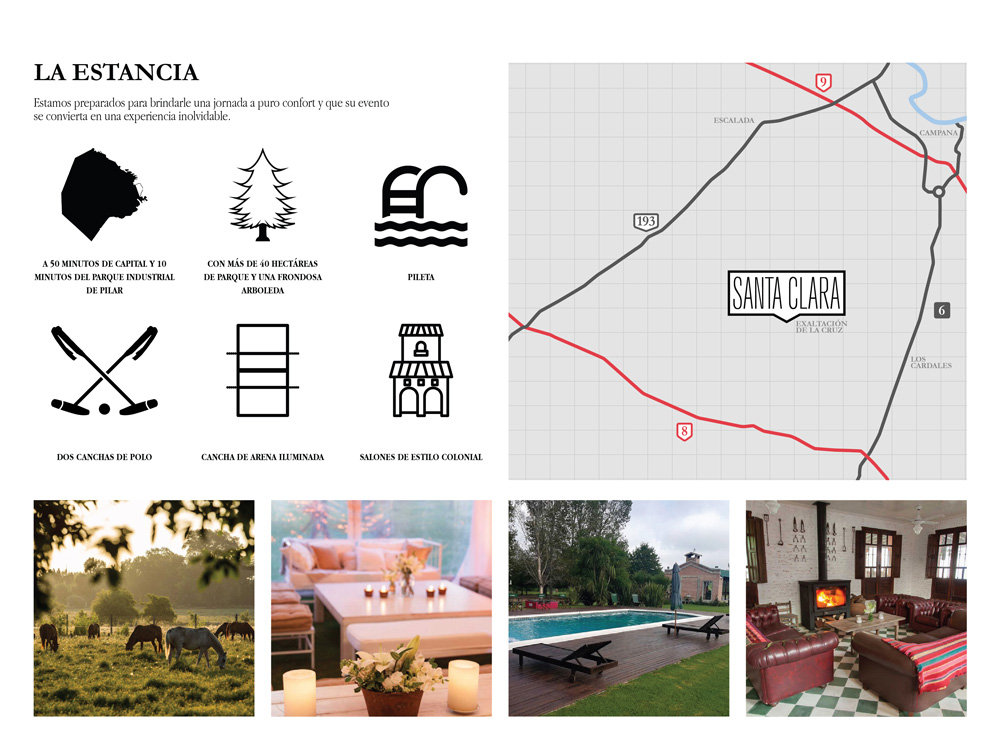 LA ESTANCIA
Estamos preparados para brindarle una jornada a puro confort y que su evento
se convierta en una experiencia inolvidable.
A 50 MINUTOS DE CAPITAL Y 10
MINUTOS DEL PARQUE INDUSTRIAL
DE PILAR
CON MÁS DE 40 HECTÁREAS
DE PARQUE Y UNA FRONDOSA
ARBOLEDA
PILETA
DOS CANCHAS DE POLO
CANCHA DE ARENA ILUMINADA
SALONES DE ESTILO COLONIAL
9
ESCALADA
CAMPANA
193
SANTA CLARA
EXALTACIÓN
DE LA CRUZ
6
LOS
CARDALES
8